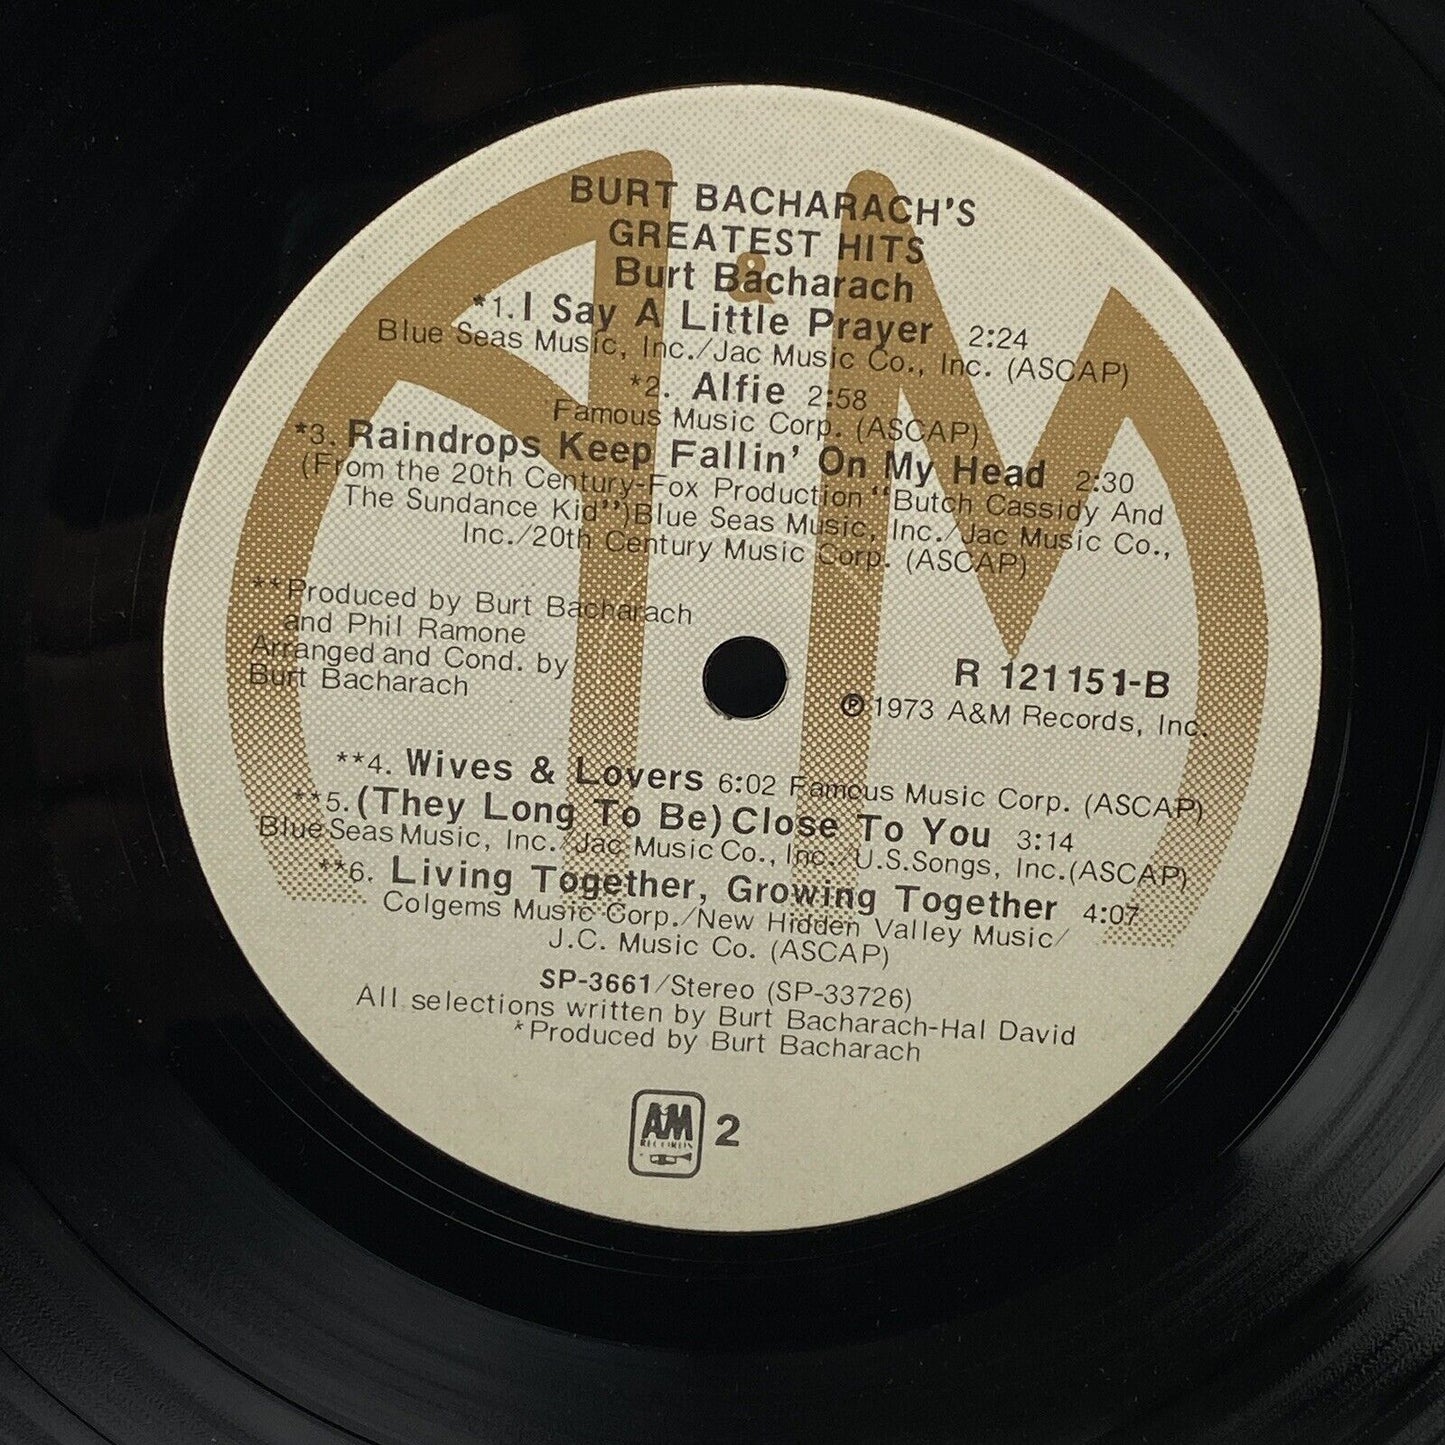 BURT BACHARACH'S
GREATEST HITS
Burt Bacharach
*1. I Say A Little Prayer 2:24
Blue Seas Music, Inc./Jac Music Co., Inc. (ASCAP)
*2. Alfie 2:58
Famous Music Corp. (ASCAP)
*3. Raindrops Keep Fallin' On My Head 2:30
(From the 20th Century-Fox Production "Butch Cassidy And
The Sundance Kid")Blue Seas Music, Inc./Jac Music Co.,
Inc./20th Century Music Corp. (ASCAP)
**Produced by Burt Bacharach
and Phil Ramone
Arranged and Cond. by
Burt Bacharach
R 121151-B
℗1973 A&M Records, Inc.
**4. Wives & Lovers 6:02 Famous Music Corp. (ASCAP)
**5. (They Long To Be) Close To You 3:14
Blue Seas Music, Inc./Jac Music Co., Inc./U.S.Songs, Inc.(ASCAP)
**6. Living Together, Growing Together 4:07
Colgems Music Corp./New Hidden Valley Music/
J.C. Music Co. (ASCAP)
SP-3661/Stereo (SP-33726)
All selections written by Burt Bacharach-Hal David
*Produced by Burt Bacharach
A&M 2
RECORDS